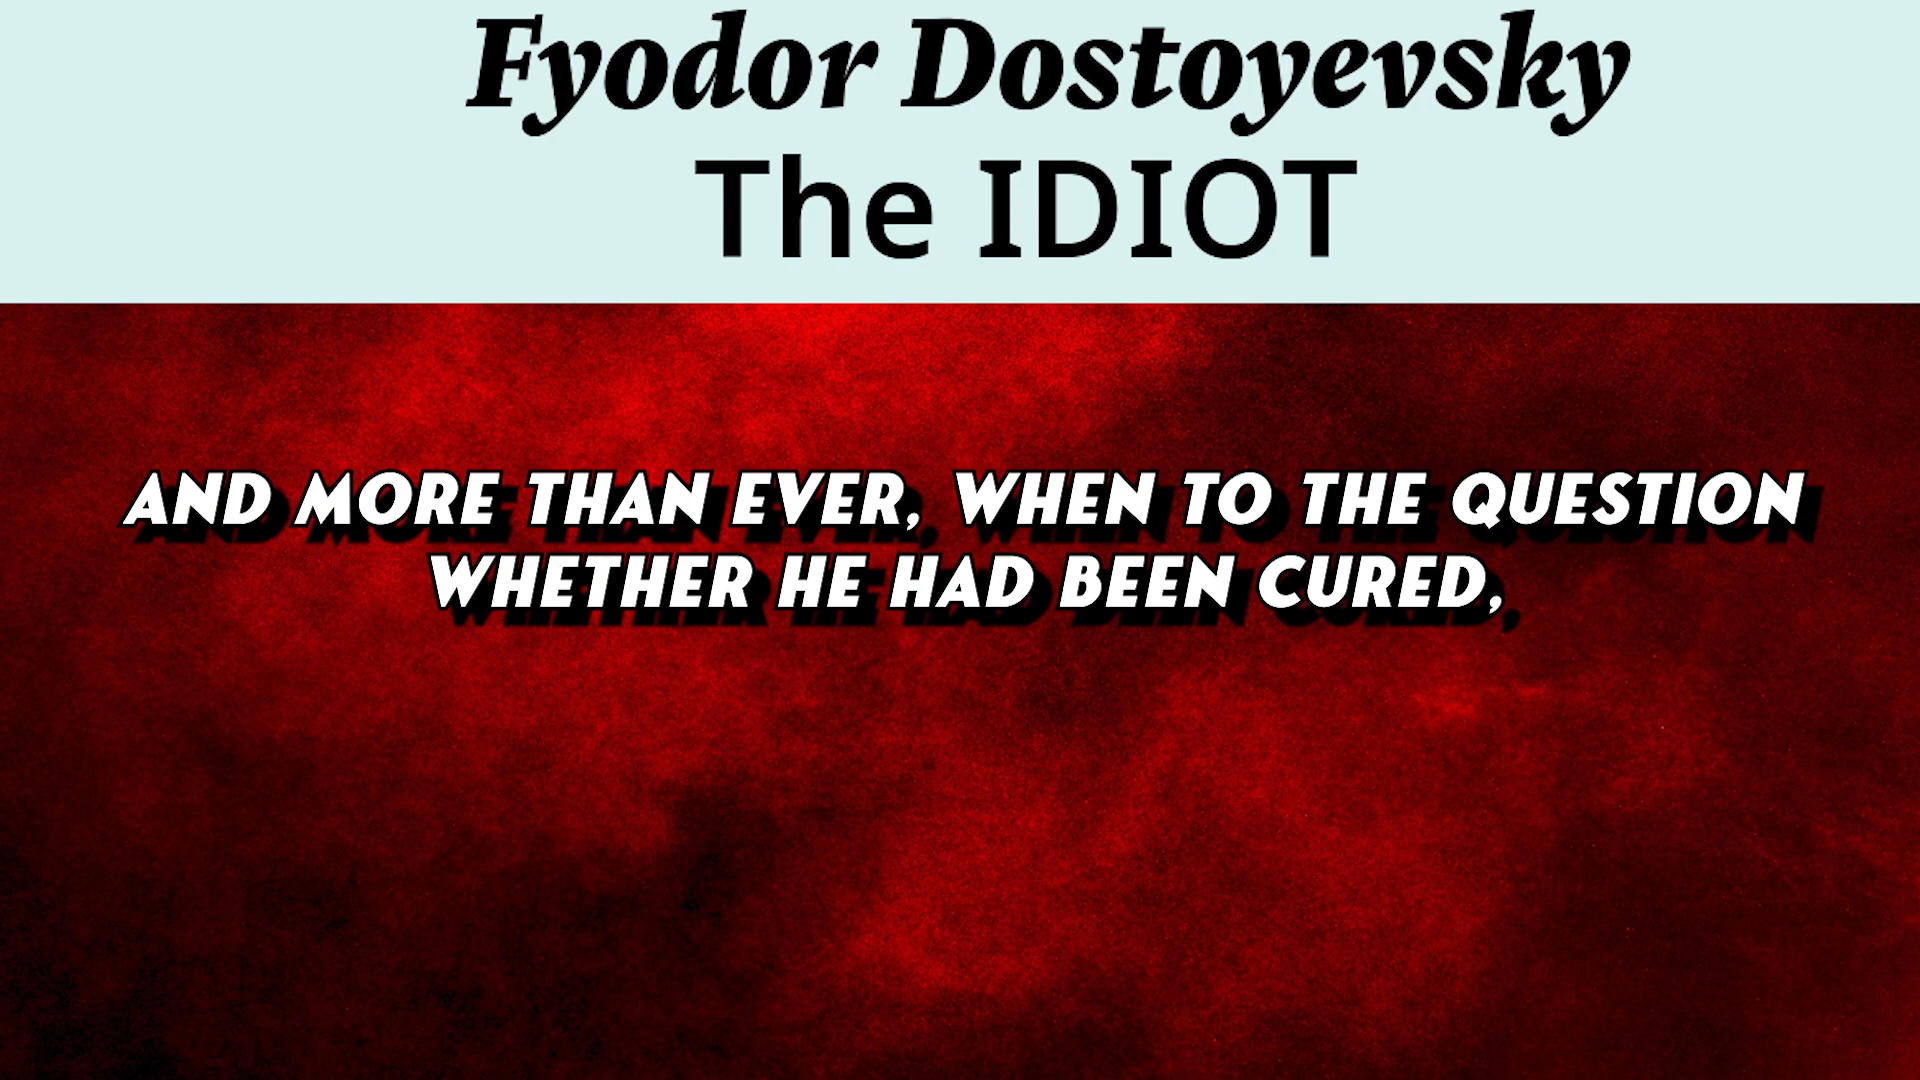 Fyodor Dostoyevsky
The IDIOT
AND MORE THAN EVER, WHEN TO THE QUESTION
WHETHER HE HAD BEEN CURED,